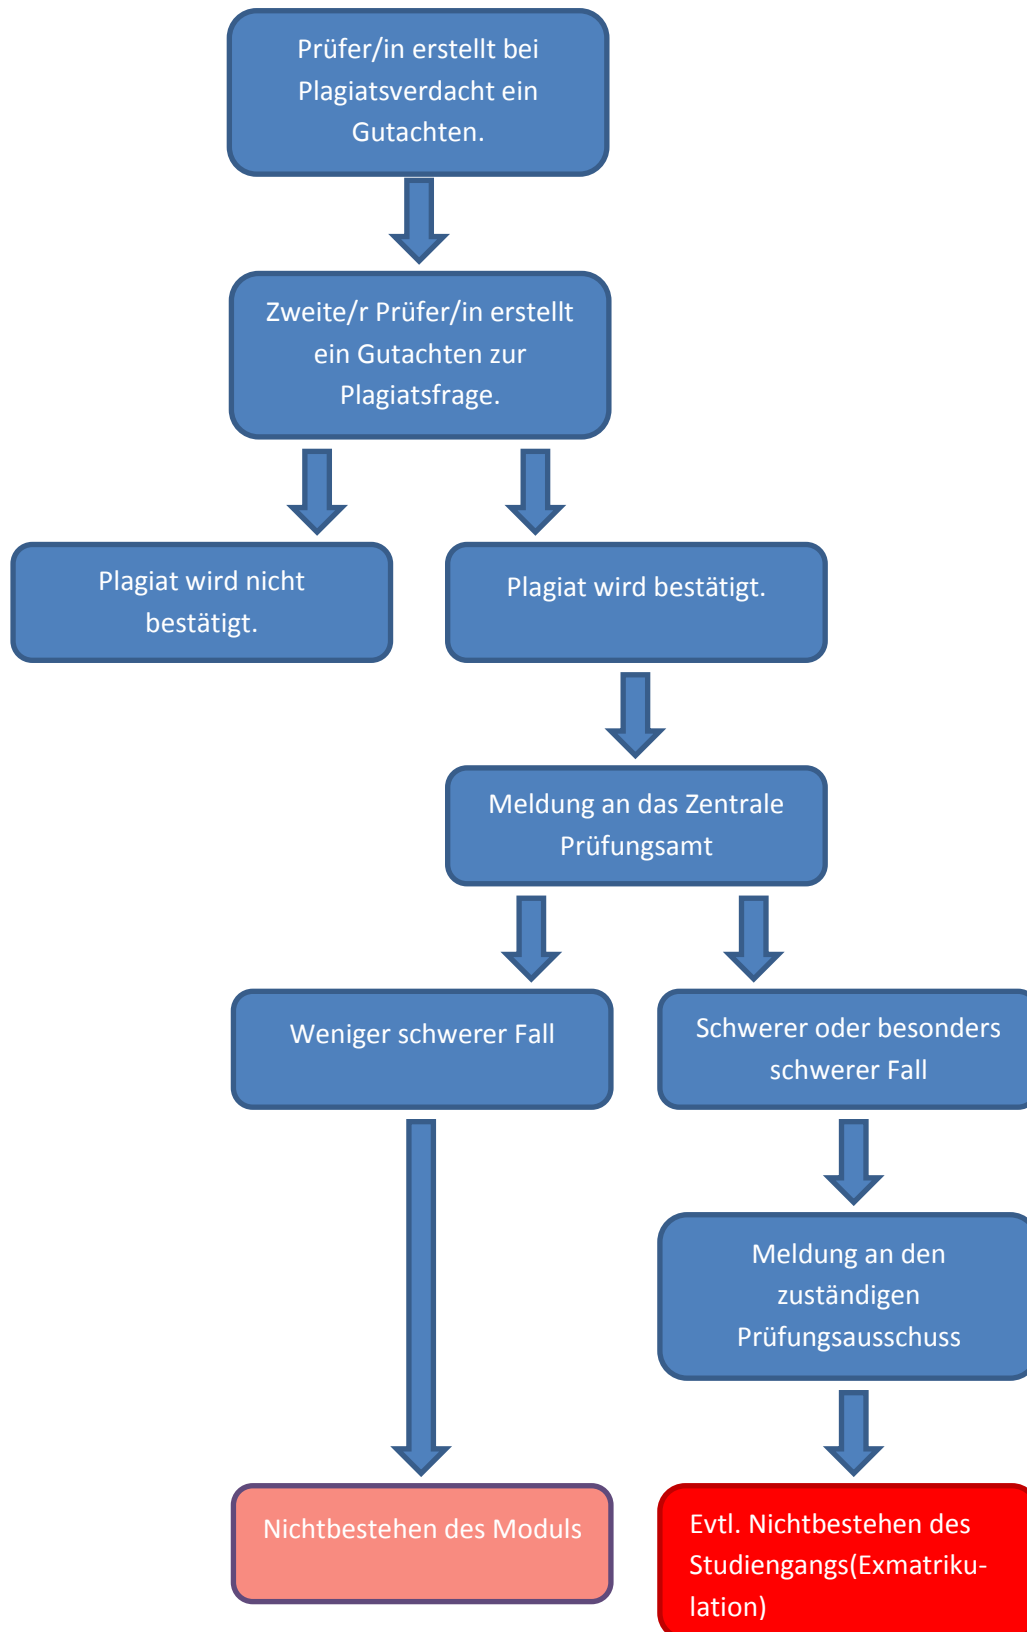 Prüfer/in erstellt bei
Plagiatsverdacht ein
Gutachten.
Zweite/r Prüfer/in erstellt
ein Gutachten zur
Plagiatsfrage.
Plagiat wird nicht
bestätigt.
Plagiat wird bestätigt.
Meldung an das Zentrale
Prüfungsamt
Weniger schwerer Fall
Schwerer oder besonders
schwerer Fall
Meldung an den
zuständigen
Prüfungsausschuss
Nichtbestehen des Moduls
Evtl. Nichtbestehen des
Studiengangs(Exmatriku-
lation)